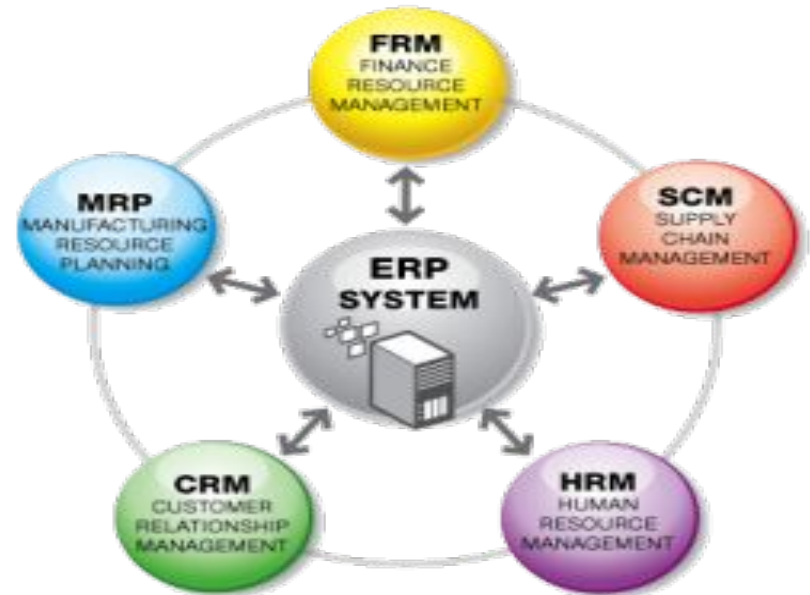 FRM
FINANCE
RESOURCE
MANAGEMENT
MRP
MANUFACTURING
RESOURCE
PLANNING
SCM
SUPPLY
CHAIN
MANAGEMENT
ERP
SYSTEM
CRM
CUSTOMER
RELATIONSHIP
MANAGEMENT
HRM
HUMAN
RESOURCE
MANAGEMENT